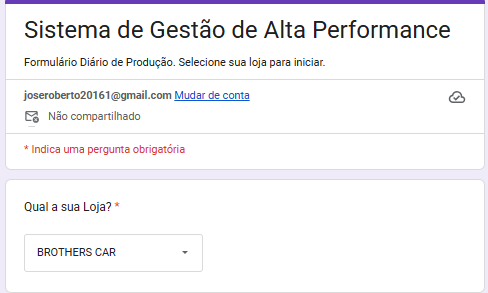 Sistema de Gestão de Alta Performance
Formulário Diário de Produção. Selecione sua loja para iniciar.
joseroberto20161@gmail.com Mudar de conta
Não compartilhado
* Indica uma pergunta obrigatória
Qual a sua Loja? *
BROTHERS CAR